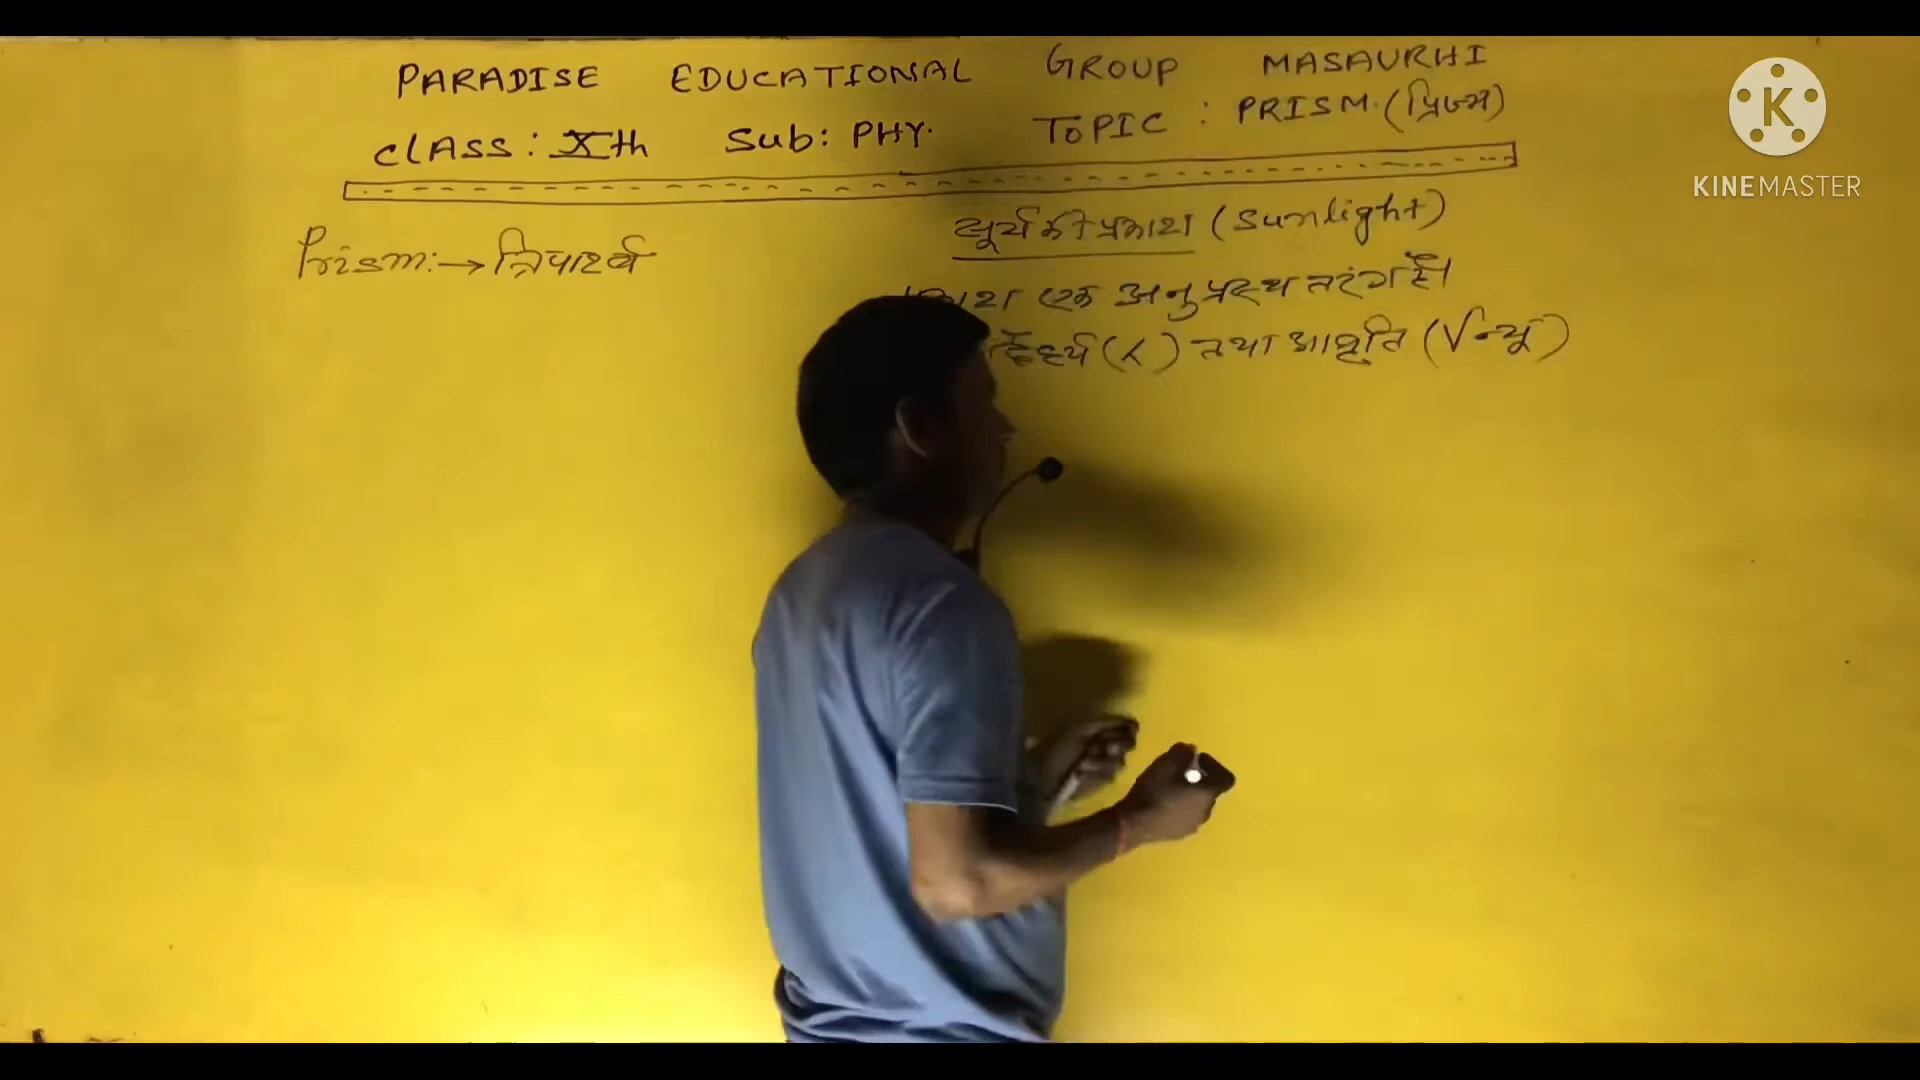 PARADISE EDUCATIONAL GROUP MASAURHI
CLASS: Xth Sub: PHY. TOPIC: PRISM. (प्रिज्म)
Prism:→ त्रिपार्श्व
सूर्य की प्रकाश (Sunlight)
एक अनुप्रस्थ तरंग है।
तथा आवृति (√न्यू)
KINEMASTER